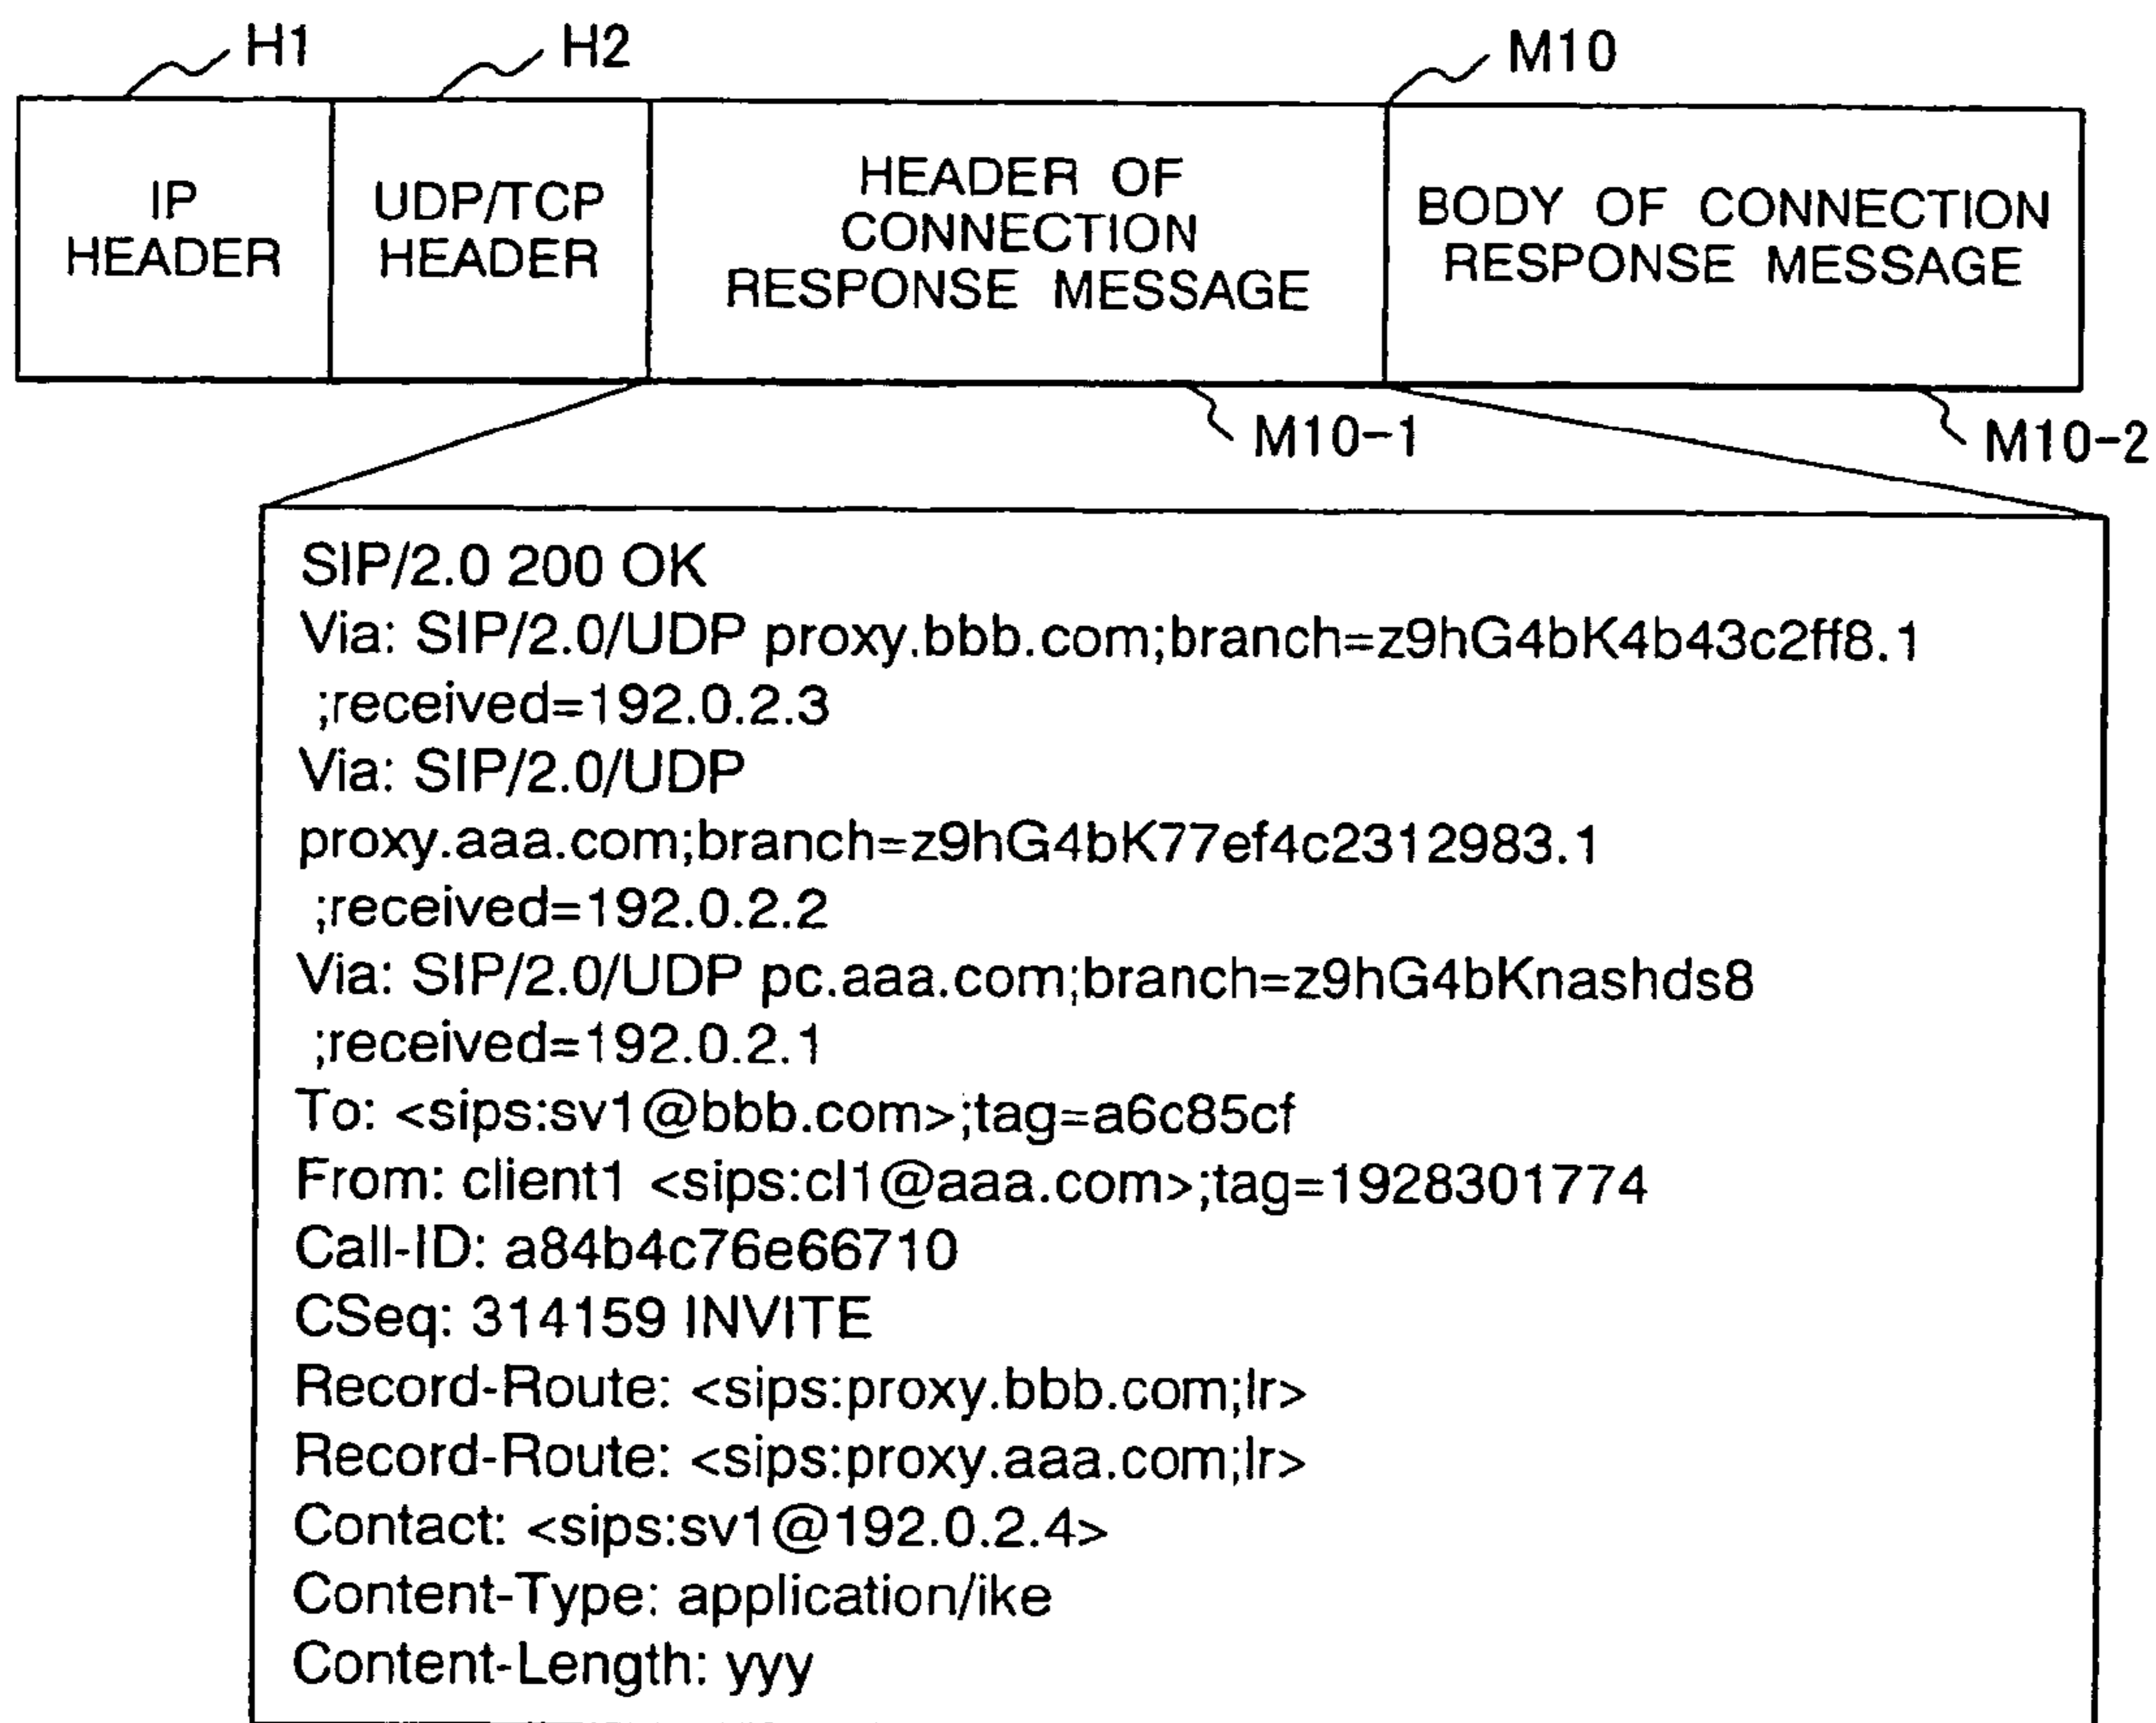 H1
H2
M10
IP
HEADER
UDP/TCP
HEADER
HEADER OF
CONNECTION
RESPONSE MESSAGE
BODY OF CONNECTION
RESPONSE MESSAGE
M10-1
M10-2
SIP/2.0 200 OK
Via: SIP/2.0/UDP proxy.bbb.com;branch=z9hG4bK4b43c2ff8.1
;received=192.0.2.3
Via: SIP/2.0/UDP
proxy.aaa.com;branch=z9hG4bK77ef4c2312983.1
;received=192.0.2.2
Via: SIP/2.0/UDP pc.aaa.com;branch=z9hG4bKnashds8
;received=192.0.2.1
To: <sips:sv1@bbb.com>;tag=a6c85cf
From: client1 <sips:cl1@aaa.com>;tag=1928301774
Call-ID: a84b4c76e66710
CSeq: 314159 INVITE
Record-Route: <sips:proxy.bbb.com;lr>
Record-Route: <sips:proxy.aaa.com;lr>
Contact: <sips:sv1@192.0.2.4>
Content-Type: application/ike
Content-Length: yyy